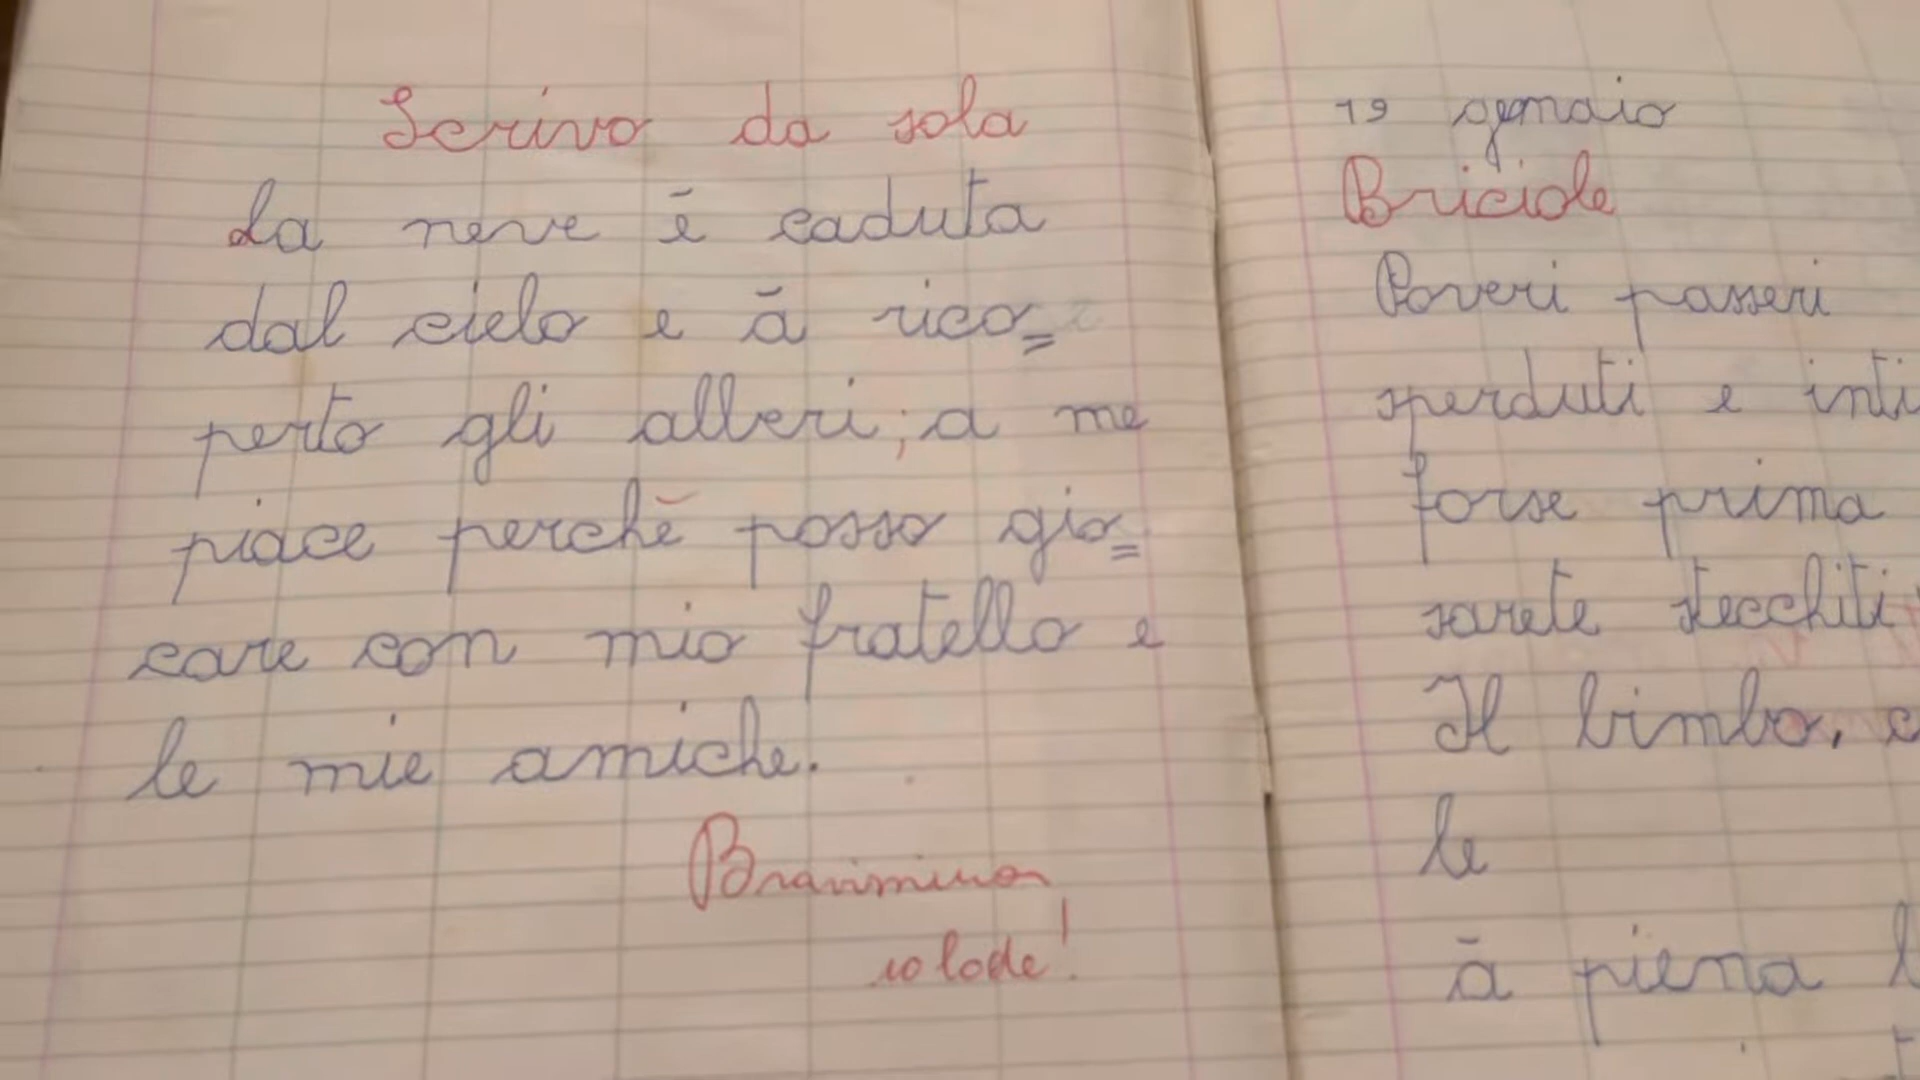 Scrivo da sola
La neve ē caduta
dal cielo e ā rico=
perto gli alberi; a me
piace perchē posso gio=
care con mio fratello e
le mie amiche.
Bravissima
10 lode!
19 gennaio
Briciole
Poveri passeri
sperduti e inti
forse prima
sarete stecchiti
Il bimbo, c
le
ā piena l